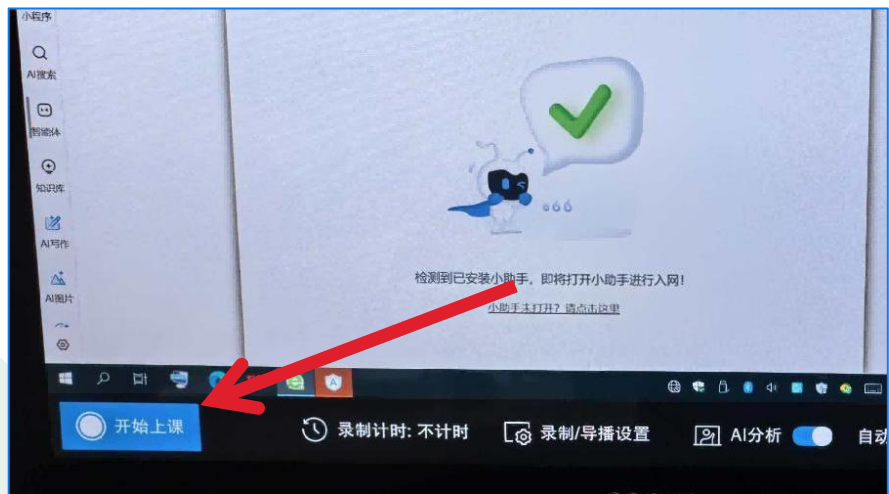 小程序
AI搜索
智能体
知识库
AI写作
AI图片
666
检测到已安装小助手，即将打开小助手进行入网！
小助手未打开？请点击这里
开始上课
录制计时: 不计时
录制/导播设置
AI分析
自动